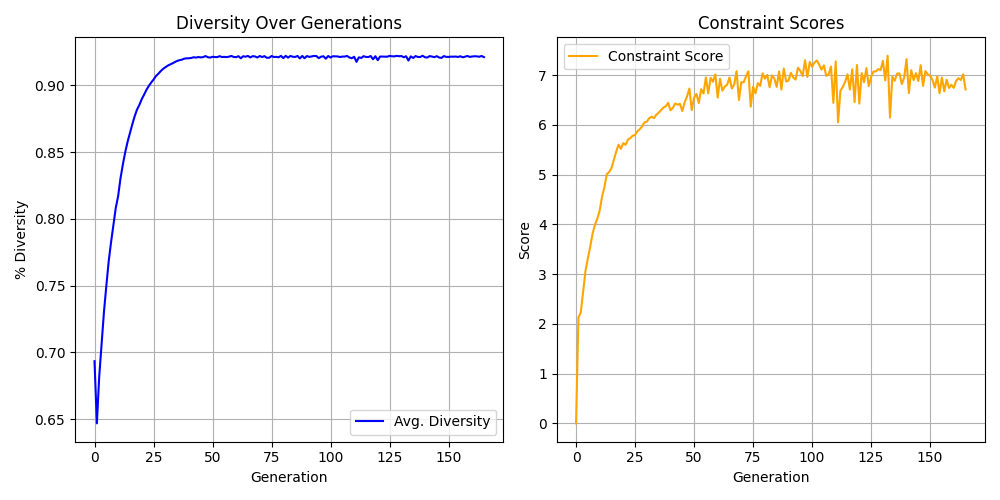 Diversity Over Generations
% Diversity
0.90
0.85
0.80
0.75
0.70
0.65
Avg. Diversity
0 25 50 75 100 125 150
Generation
Constraint Scores
Score
Constraint Score
7
6
5
4
3
2
1
0
0 25 50 75 100 125 150
Generation